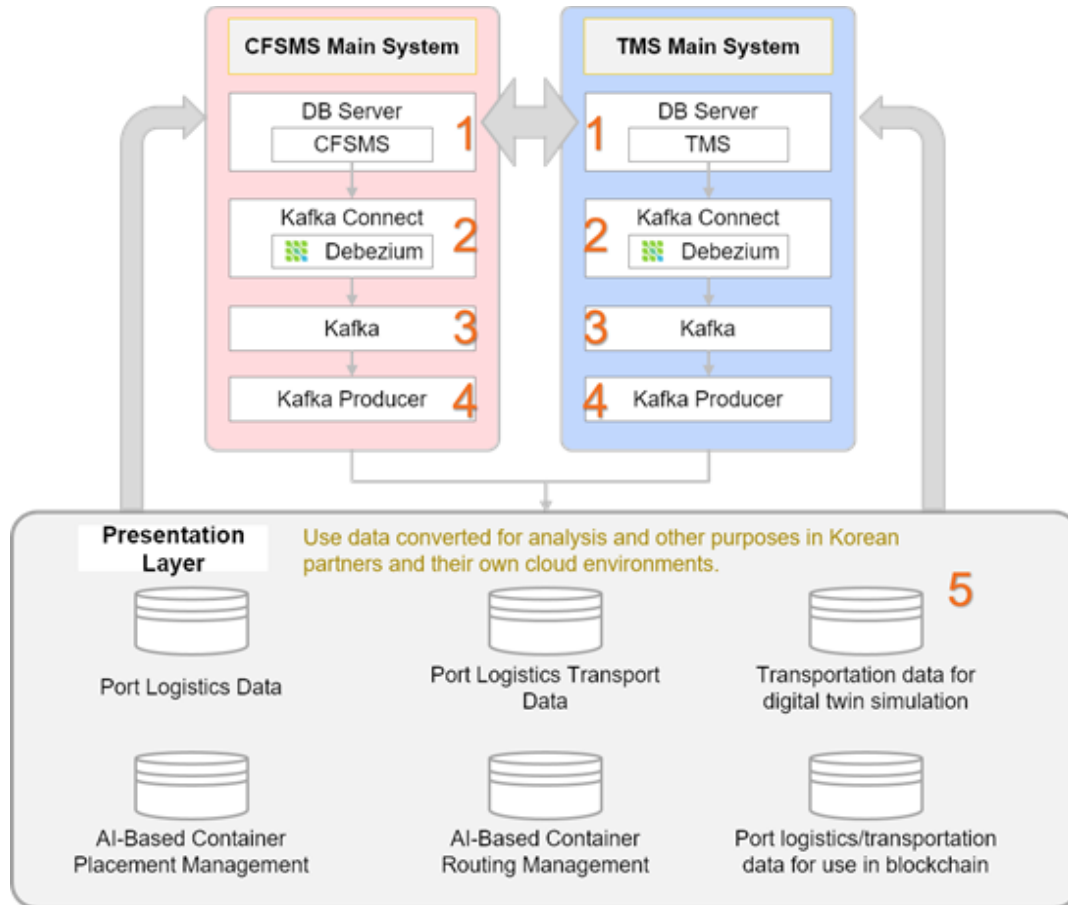 CFSMS Main System
TMS Main System
DB Server
CFSMS
1
1
DB Server
TMS
Kafka Connect
Debezium
2
2
Kafka Connect
Debezium
Kafka
3
3
Kafka
Kafka Producer
4
4
Kafka Producer
Presentation
Layer
Use data converted for analysis and other purposes in Korean
partners and their own cloud environments.
5
Port Logistics Data
Port Logistics Transport
Data
Transportation data for
digital twin simulation
AI-Based Container
Placement Management
AI-Based Container
Routing Management
Port logistics/transportation
data for use in blockchain